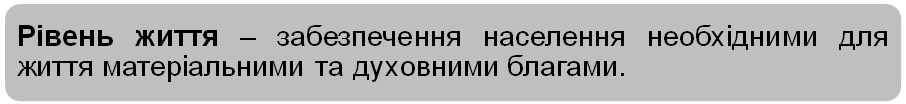 Рівень життя – забезпечення населення необхідними для
життя матеріальними та духовними благами.